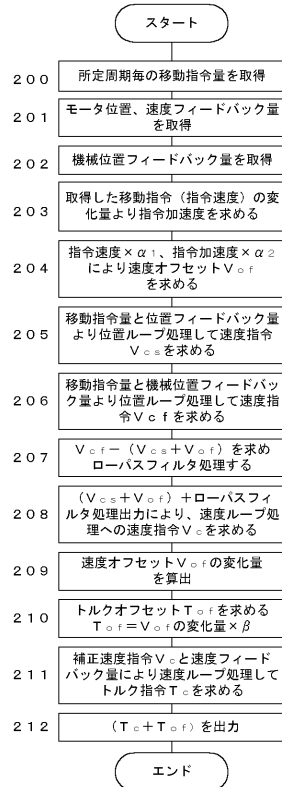 スタート
200 所定周期毎の移動指令量を取得
201 モータ位置、速度フィードバック量
を取得
202 機械位置フィードバック量を取得
203 取得した移動指令（指令速度）の変
化量より指令加速度を求める
204 指令速度×α1、指令加速度×α2
により速度オフセットVof
を求める
205 移動指令量と位置フィードバック量
より位置ループ処理して速度指令
Vcsを求める
206 移動指令量と機械位置フィードバッ
ク量より位置ループ処理して速度指
令Vcfを求める
207 Vcf－（Vcs＋Vof）を求め
ローパスフィルタ処理する
208 （Vcs＋Vof）＋ローパスフィ
ルタ処理出力により、速度ループ処
理への速度指令Vcを求める
209 速度オフセットVofの変化量
を算出
210 トルクオフセットTofを求める
Tof＝Vofの変化量×β
211 補正速度指令Vcと速度フィード
バック量により速度ループ処理して
トルク指令Tcを求める
212 （Tc＋Tof）を出力
エンド